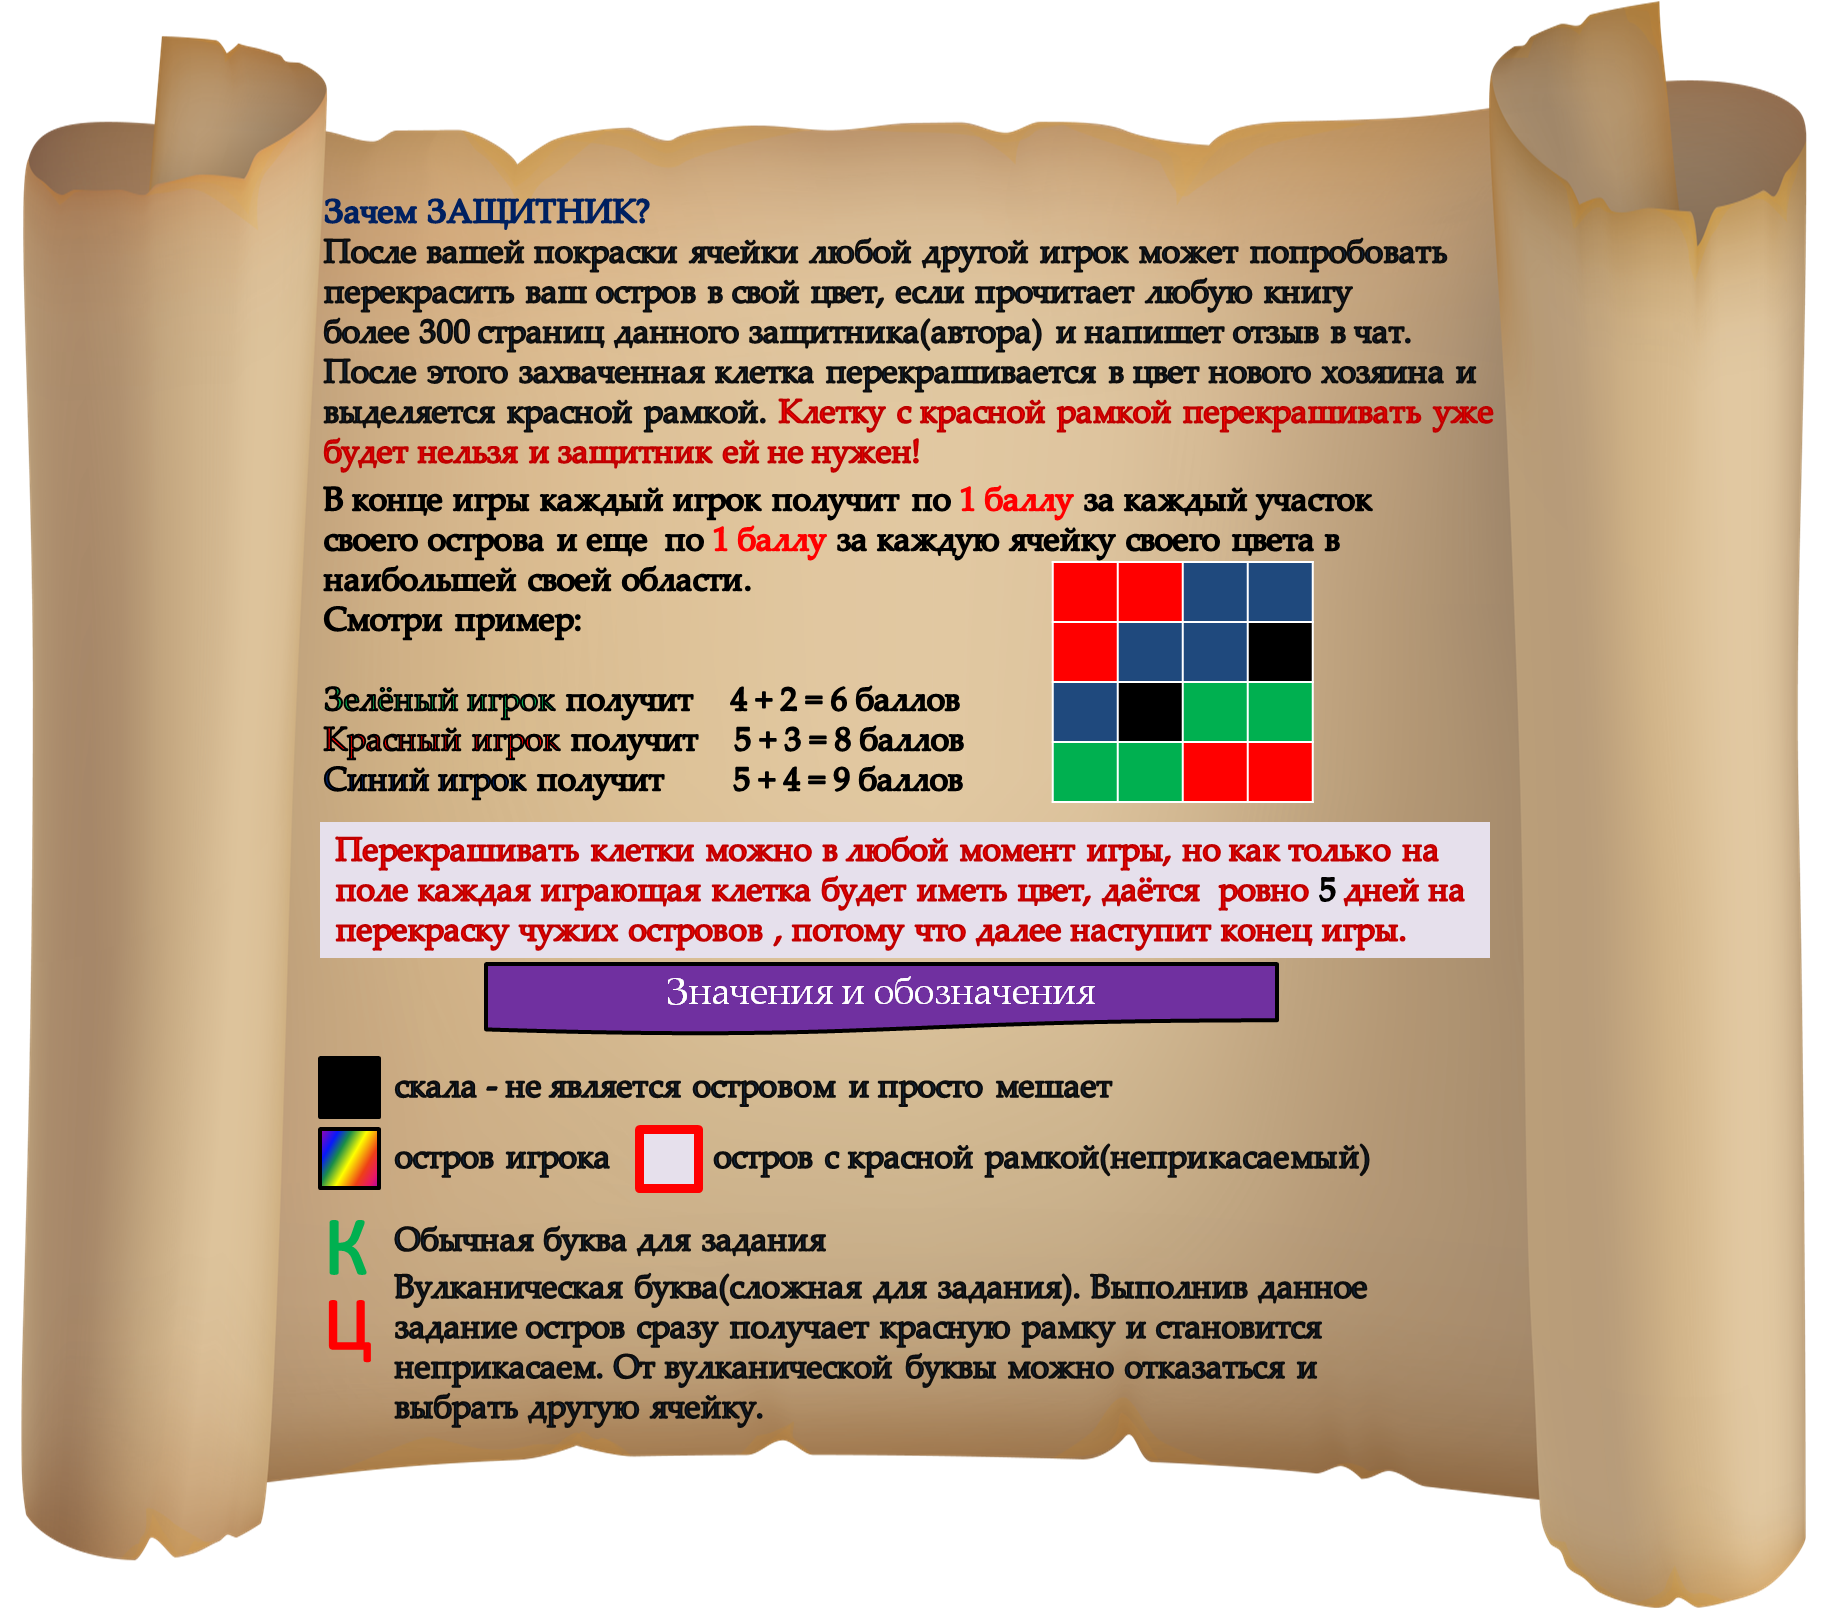 Зачем ЗАЩИТНИК?
После вашей покраски ячейки любой другой игрок может попробовать
перекрасить ваш остров в свой цвет, если прочитает любую книгу
более 300 страниц данного защитника(автора) и напишет отзыв в чат.
После этого захваченная клетка перекрашивается в цвет нового хозяина и
выделяется красной рамкой. Клетку с красной рамкой перекрашивать уже
будет нельзя и защитник ей не нужен!
В конце игры каждый игрок получит по 1 баллу за каждый участок
своего острова и еще по 1 баллу за каждую ячейку своего цвета в
наибольшей своей области.
Смотри пример:
Зелёный игрок получит 4 + 2 = 6 баллов
Красный игрок получит 5 + 3 = 8 баллов
Синий игрок получит 5 + 4 = 9 баллов
Перекрашивать клетки можно в любой момент игры, но как только на
поле каждая играющая клетка будет иметь цвет, даётся ровно 5 дней на
перекраску чужих островов , потому что далее наступит конец игры.
Значения и обозначения
скала - не является островом и просто мешает
остров игрока остров с красной рамкой(неприкасаемый)
К Обычная буква для задания
Вулканическая буква(сложная для задания). Выполнив данное
Ц задание остров сразу получает красную рамку и становится
неприкасаем. От вулканической буквы можно отказаться и
выбрать другую ячейку.